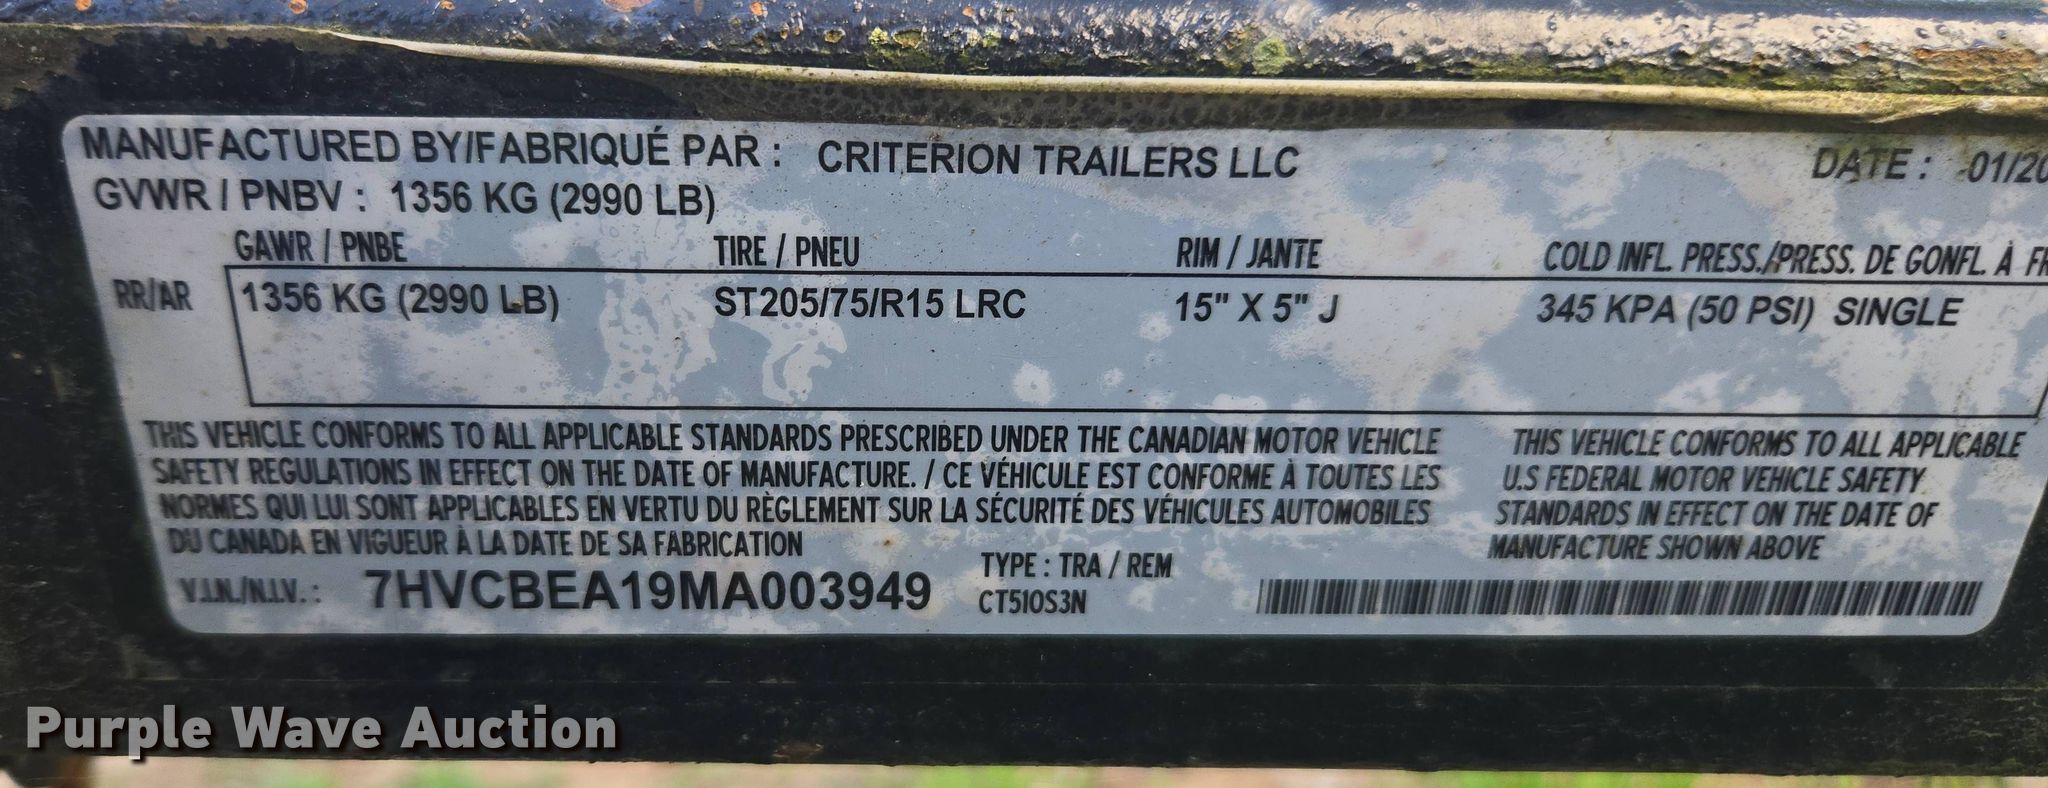 MANUFACTURED BY/FABRIQUÉ PAR : CRITERION TRAILERS LLC DATE : 01/20
GVWR / PNBV : 1356 KG (2990 LB)
GAWR / PNBE TIRE / PNEU RIM / JANTE COLD INFL. PRESS./PRESS. DE GONFL. À
RR/AR 1356 KG (2990 LB) ST205/75/R15 LRC 15" X 5" J 345 KPA (50 PSI) SINGLE
THIS VEHICLE CONFORMS TO ALL APPLICABLE STANDARDS PRESCRIBED UNDER THE CANADIAN MOTOR VEHICLE
SAFETY REGULATIONS IN EFFECT ON THE DATE OF MANUFACTURE. / CE VÉHICULE EST CONFORME À TOUTES LES
NORMES QUI LUI SONT APPLICABLES EN VERTU DU RÈGLEMENT SUR LA SÉCURITÉ DES VÉHICULES AUTOMOBILES
DU CANADA EN VIGUEUR À LA DATE DE SA FABRICATION
THIS VEHICLE CONFORMS TO ALL APPLICABLE
U.S FEDERAL MOTOR VEHICLE SAFETY
STANDARDS IN EFFECT ON THE DATE OF
MANUFACTURE SHOWN ABOVE
V.I.N./N.I.V. : 7HVCBEA19MA003949
TYPE : TRA / REM
CT510S3N
Purple Wave Auction